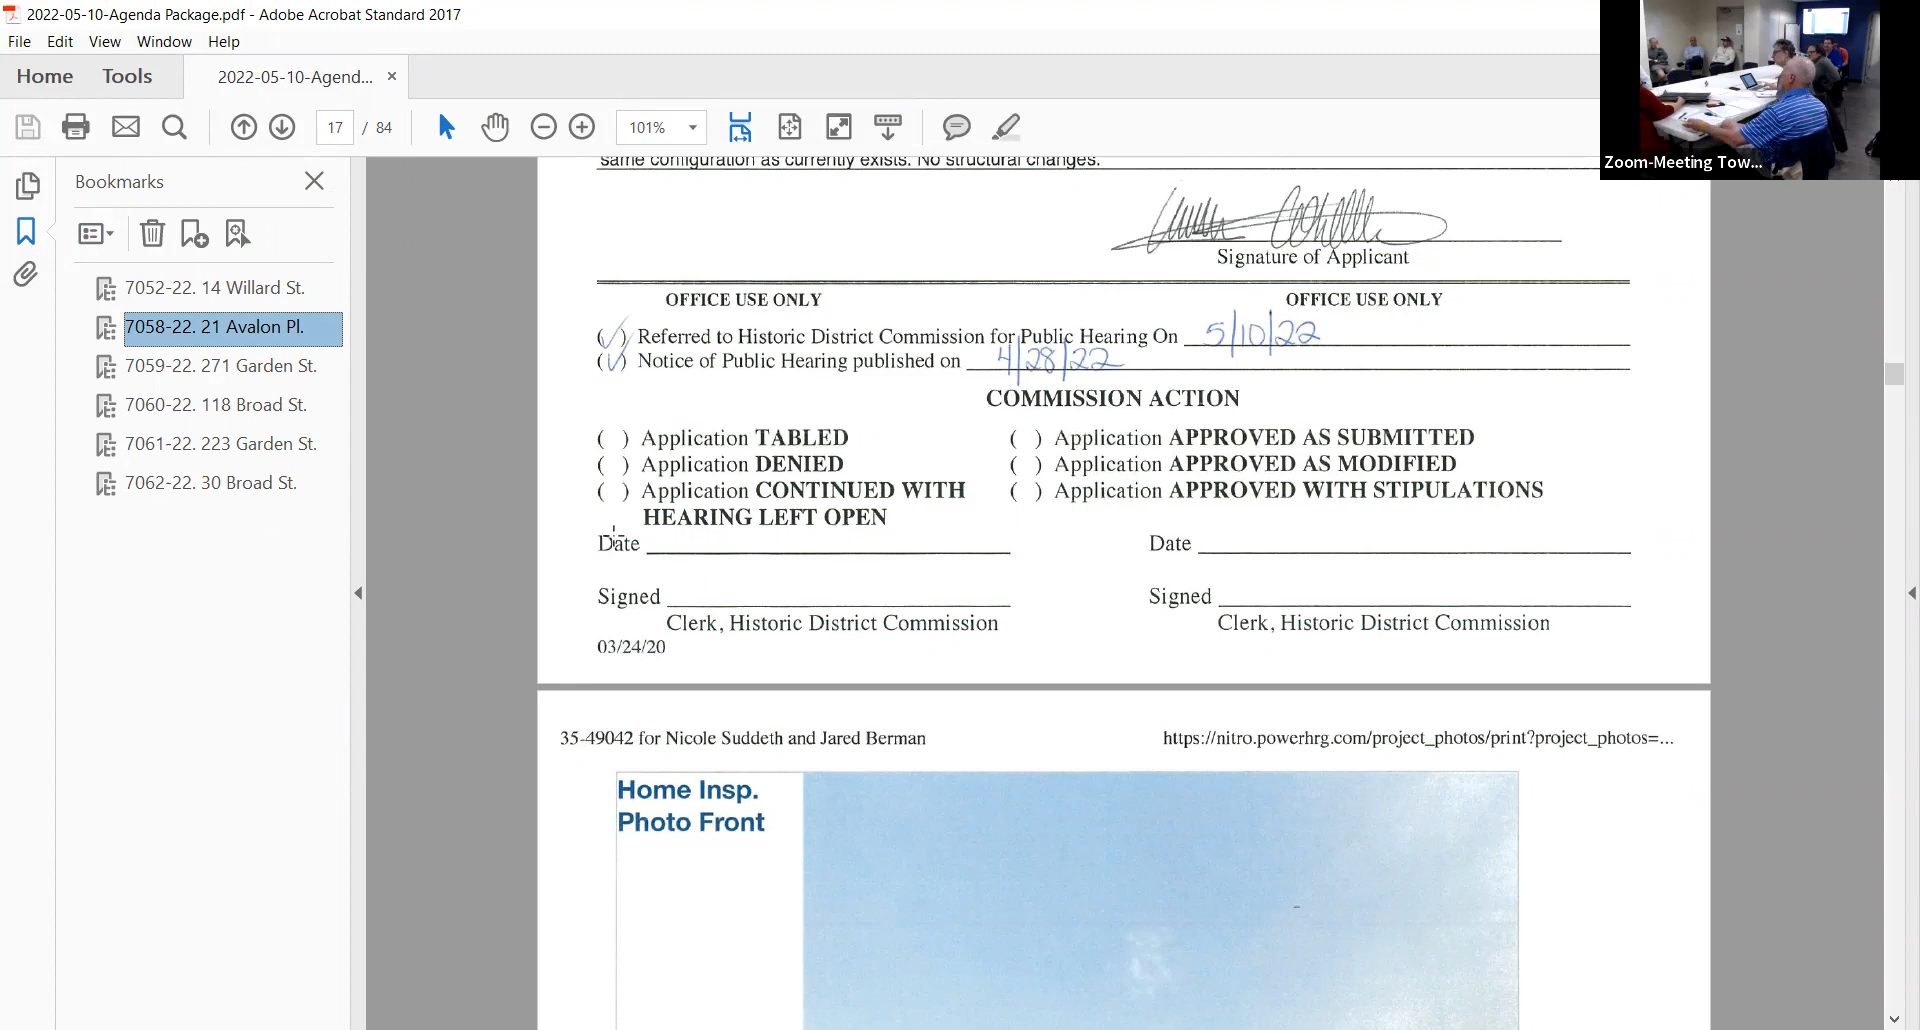 2022-05-10-Agenda Package.pdf - Adobe Acrobat Standard 2017
File Edit View Window Help
Home Tools 2022-05-10-Agend... ×
17 / 84 101%
Zoom-Meeting Tow...
Bookmarks
7052-22. 14 Willard St.
7058-22. 21 Avalon Pl.
7059-22. 271 Garden St.
7060-22. 118 Broad St.
7061-22. 223 Garden St.
7062-22. 30 Broad St.
same configuration as currently exists. No structural changes.
Signature of Applicant
OFFICE USE ONLY OFFICE USE ONLY
(✓) Referred to Historic District Commission for Public Hearing On 5/10/22
(✓) Notice of Public Hearing published on 4/28/22
COMMISSION ACTION
( ) Application TABLED ( ) Application APPROVED AS SUBMITTED
( ) Application DENIED ( ) Application APPROVED AS MODIFIED
( ) Application CONTINUED WITH ( ) Application APPROVED WITH STIPULATIONS
HEARING LEFT OPEN
Date Date
Signed Signed
Clerk, Historic District Commission Clerk, Historic District Commission
03/24/20
35-49042 for Nicole Suddeth and Jared Berman https://nitro.powerhrg.com/project_photos/print?project_photos=...
Home Insp.
Photo Front